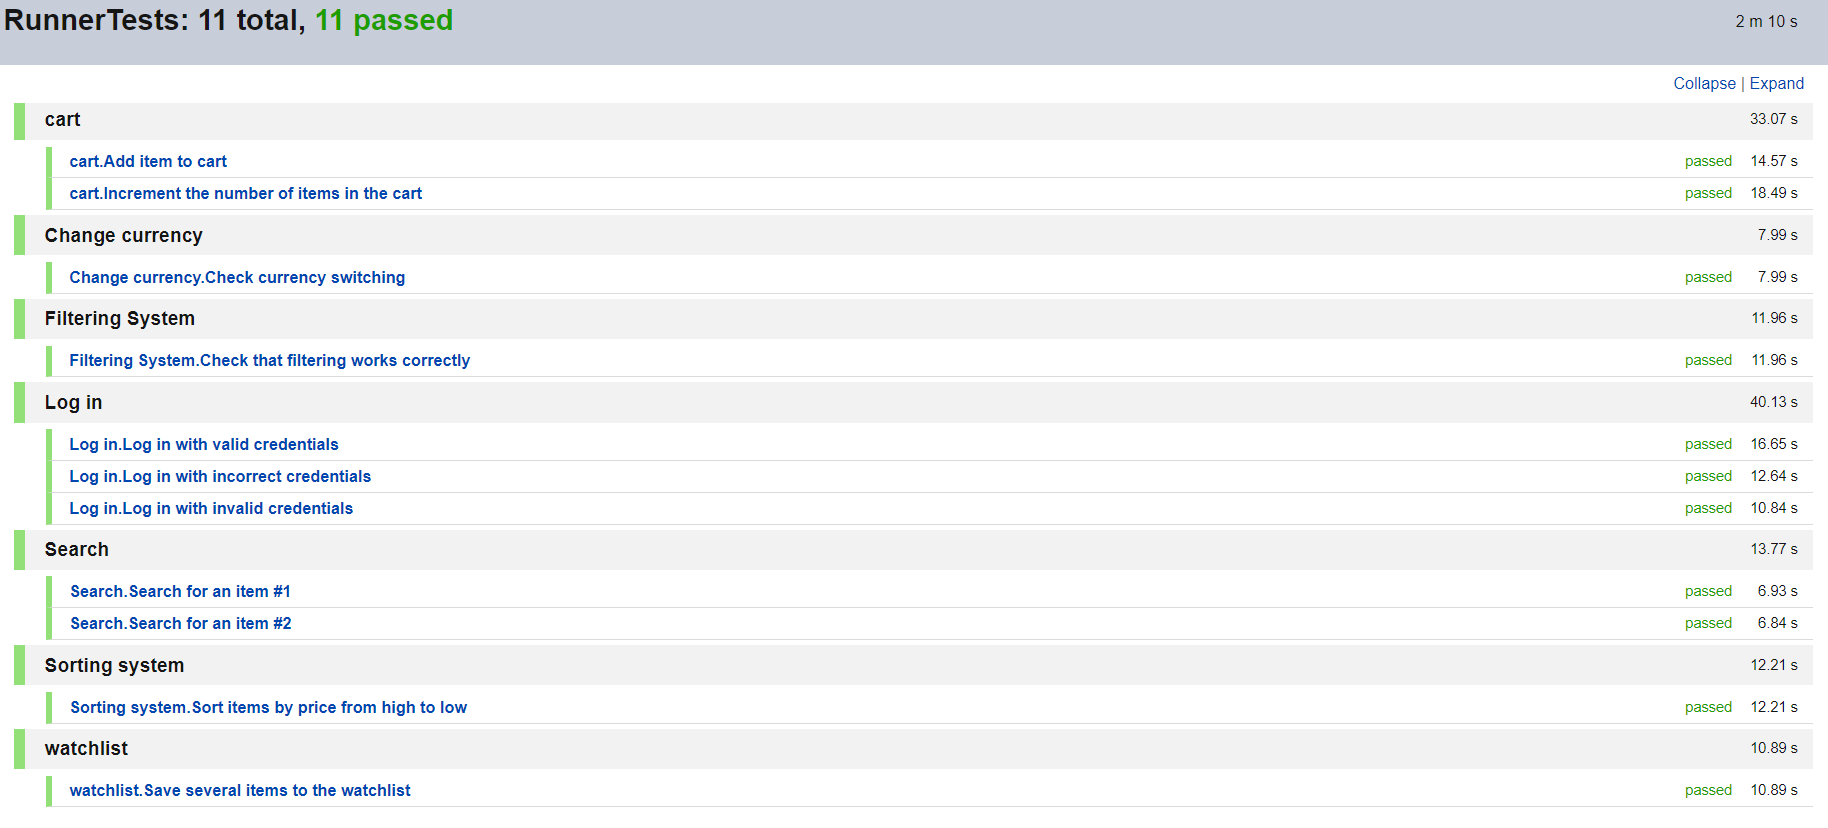 RunnerTests: 11 total, 11 passed 2 m 10 s
Collapse | Expand
cart 33.07 s
cart.Add item to cart passed 14.57 s
cart.Increment the number of items in the cart passed 18.49 s
Change currency 7.99 s
Change currency.Check currency switching passed 7.99 s
Filtering System 11.96 s
Filtering System.Check that filtering works correctly passed 11.96 s
Log in 40.13 s
Log in.Log in with valid credentials passed 16.65 s
Log in.Log in with incorrect credentials passed 12.64 s
Log in.Log in with invalid credentials passed 10.84 s
Search 13.77 s
Search.Search for an item #1 passed 6.93 s
Search.Search for an item #2 passed 6.84 s
Sorting system 12.21 s
Sorting system.Sort items by price from high to low passed 12.21 s
watchlist 10.89 s
watchlist.Save several items to the watchlist passed 10.89 s